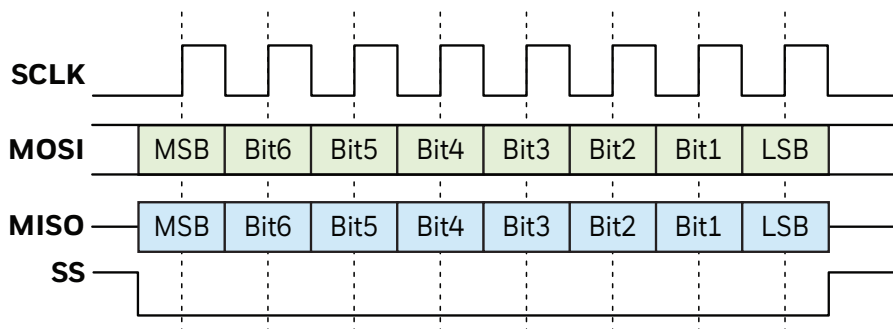 SCLK
MOSI MSB Bit6 Bit5 Bit4 Bit3 Bit2 Bit1 LSB
MISO MSB Bit6 Bit5 Bit4 Bit3 Bit2 Bit1 LSB
SS